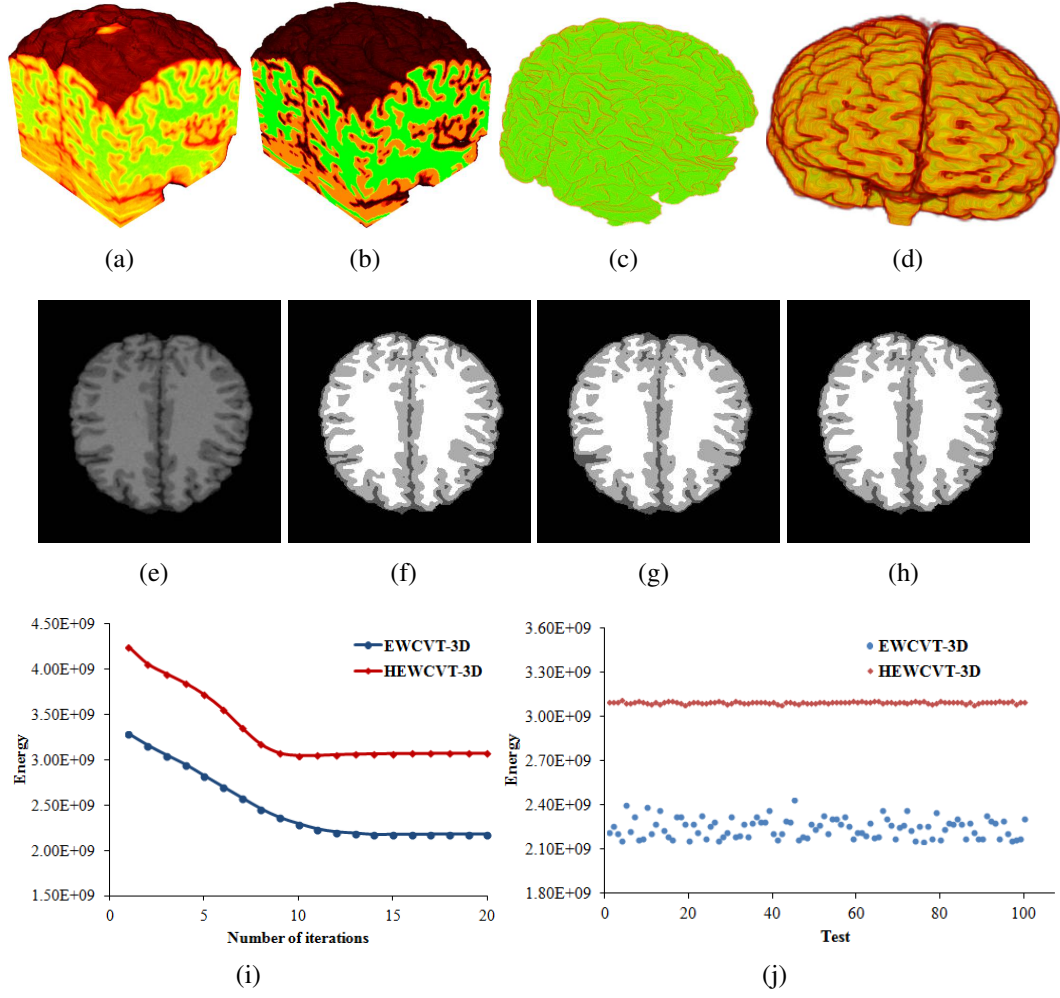 (a) (b) (c) (d)
(e) (f) (g) (h)
4.50E+09
4.00E+09
3.50E+09
3.00E+09
2.50E+09
2.00E+09
1.50E+09
Energy
EWCVT-3D
HEWCVT-3D
0 5 10 15 20
Number of iterations
(i)
3.60E+09
3.30E+09
3.00E+09
2.70E+09
2.40E+09
2.10E+09
1.80E+09
Energy
EWCVT-3D
HEWCVT-3D
0 20 40 60 80 100
Test
(j)